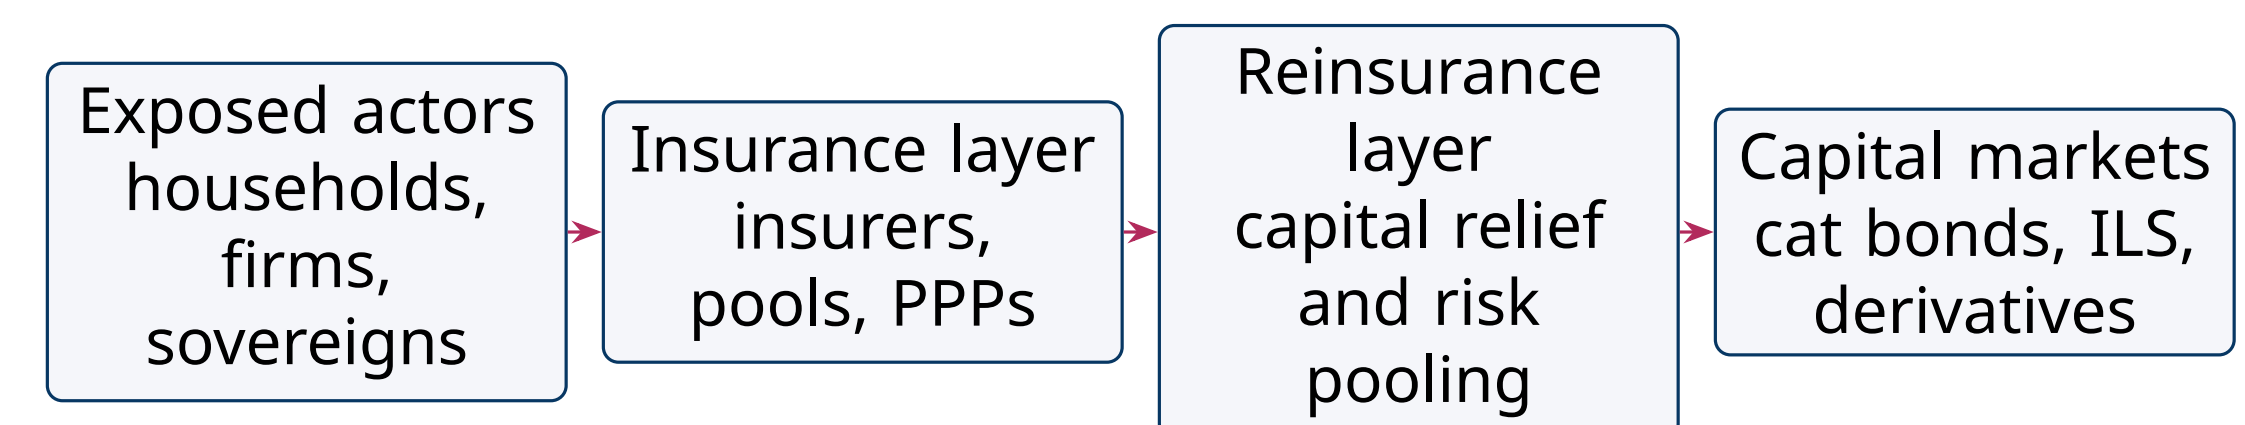 Exposed actors
households,
firms,
sovereigns
Insurance layer
insurers,
pools, PPPs
Reinsurance
layer
capital relief
and risk
pooling
Capital markets
cat bonds, ILS,
derivatives